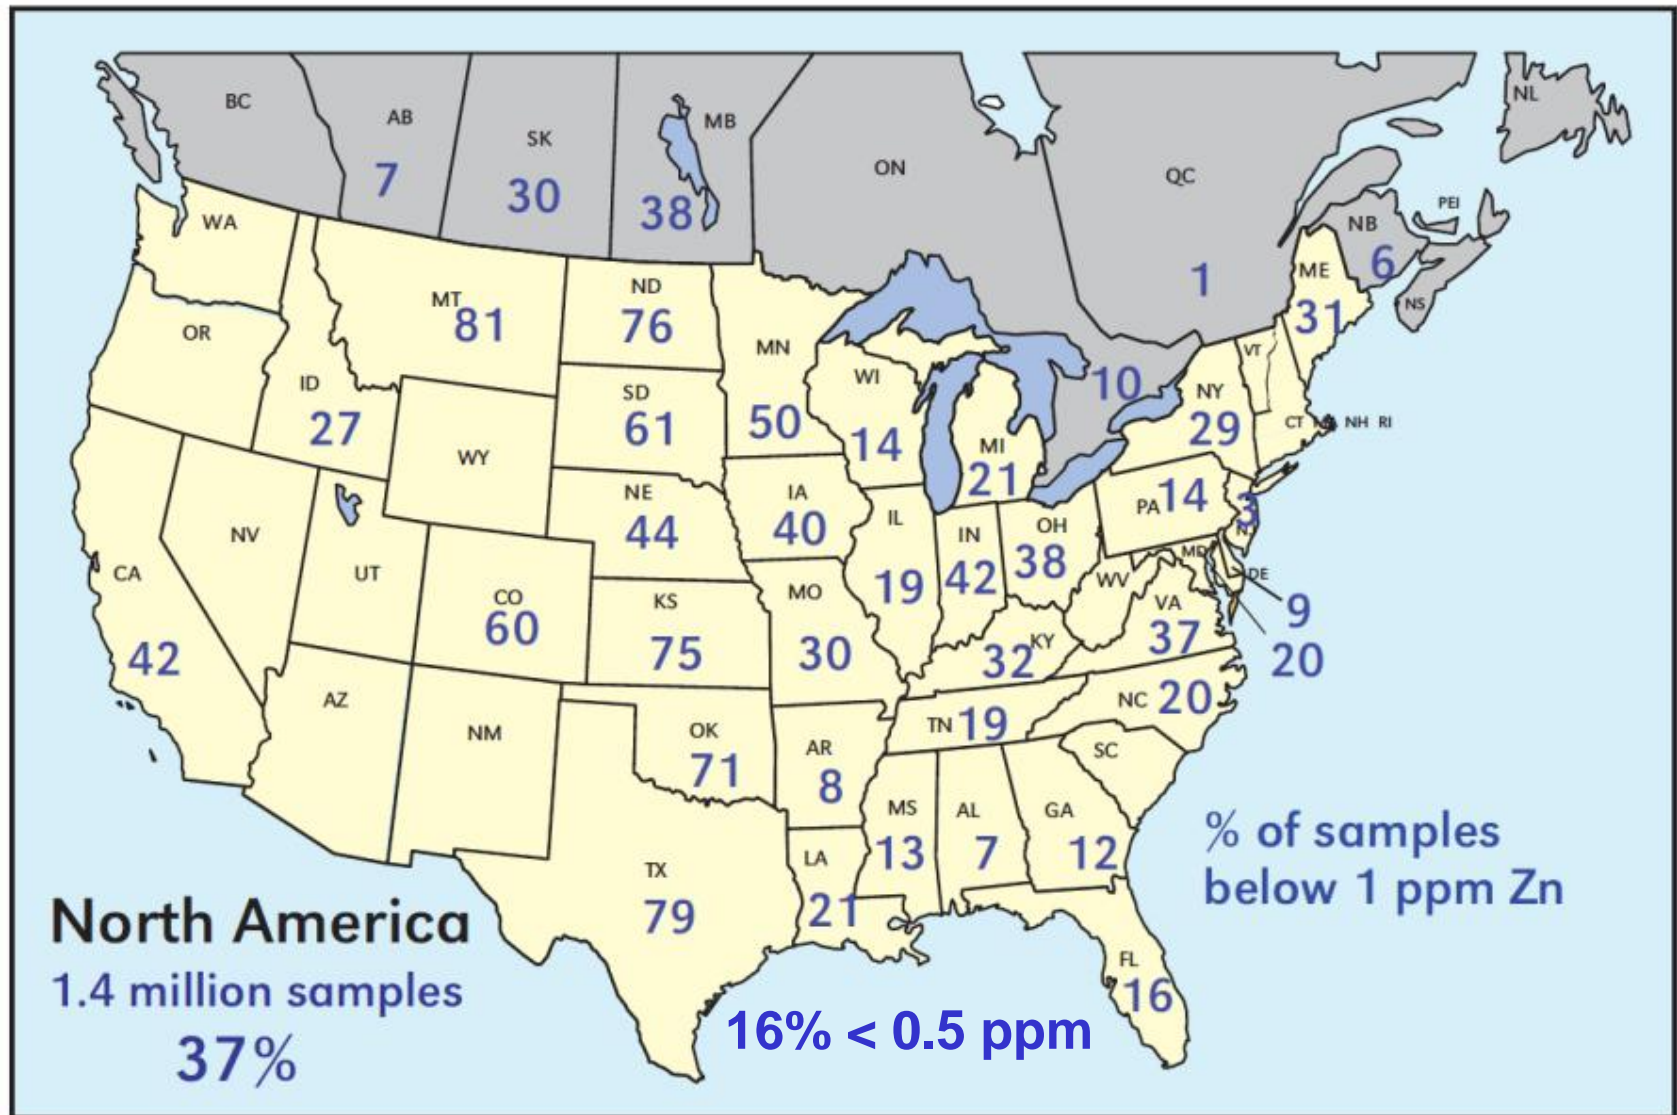 BC
AB
7
SK
30
MB
38
ON
10
QC
1
NL
NB
6
PEI
NS
WA
OR
ID
27
MT
81
ND
76
MN
50
SD
61
WI
14
MI
21
NY
29
VT
ME
31
CT
NH RI
WY
NE
44
IA
40
IL
19
IN
42
OH
38
PA 14
3
MD
DE
9
20
CA
42
NV
UT
CO
60
KS
75
MO
30
KY
32
WV
VA
37
AZ
NM
OK
71
AR
8
TN 19
NC 20
SC
MS
13
AL
7
GA
12
TX
79
LA
21
FL
16
% of samples
below 1 ppm Zn
North America
1.4 million samples
37%
16% < 0.5 ppm